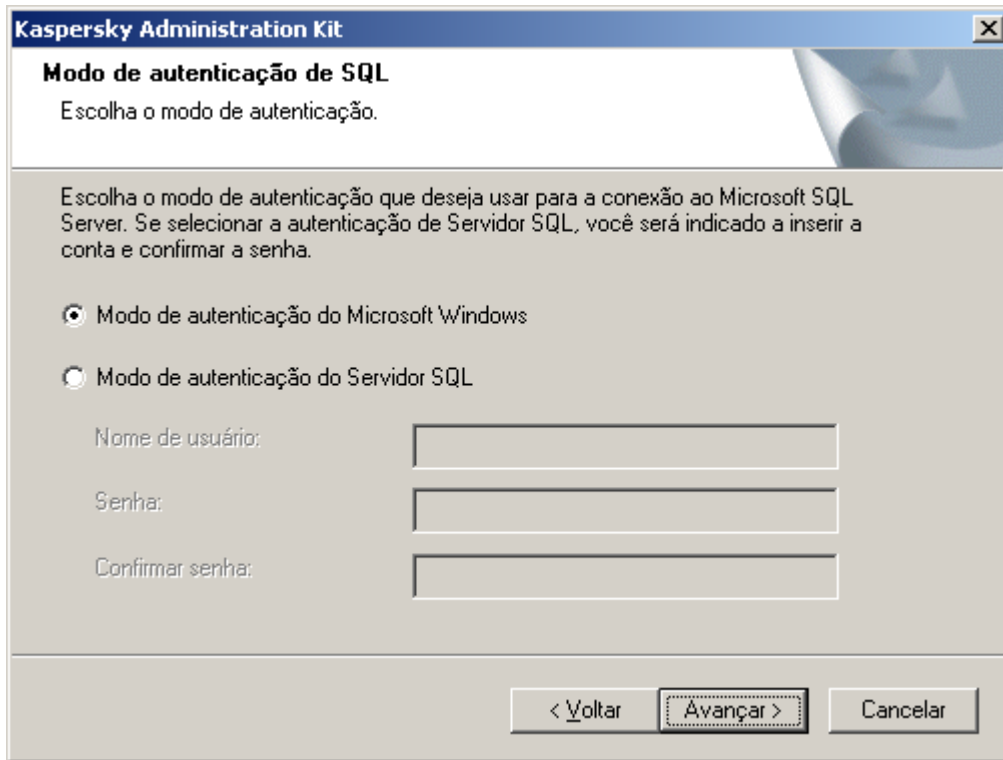 Kaspersky Administration Kit
Modo de autenticação de SQL
Escolha o modo de autenticação.
Escolha o modo de autenticação que deseja usar para a conexão ao Microsoft SQL
Server. Se selecionar a autenticação de Servidor SQL, você será indicado a inserir a
conta e confirmar a senha.
Modo de autenticação do Microsoft Windows
Modo de autenticação do Servidor SQL
Nome de usuário:
Senha:
Confirmar senha:
< Voltar Avançar > Cancelar